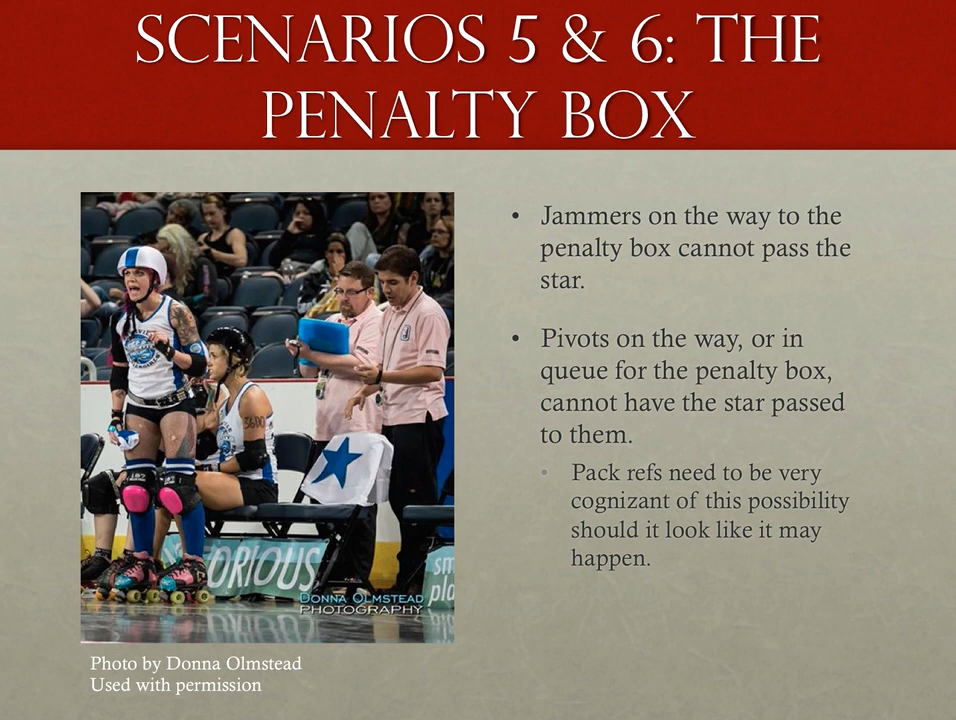 SCENARIOS 5 & 6: THE
PENALTY BOX
• Jammers on the way to the
penalty box cannot pass the
star.
• Pivots on the way, or in
queue for the penalty box,
cannot have the star passed
to them.
• Pack refs need to be very
cognizant of this possibility
should it look like it may
happen.
ORIOUS
sm
pla
DONNA OLMSTEAD
PHOTOGRAPHY
Photo by Donna Olmstead
Used with permission